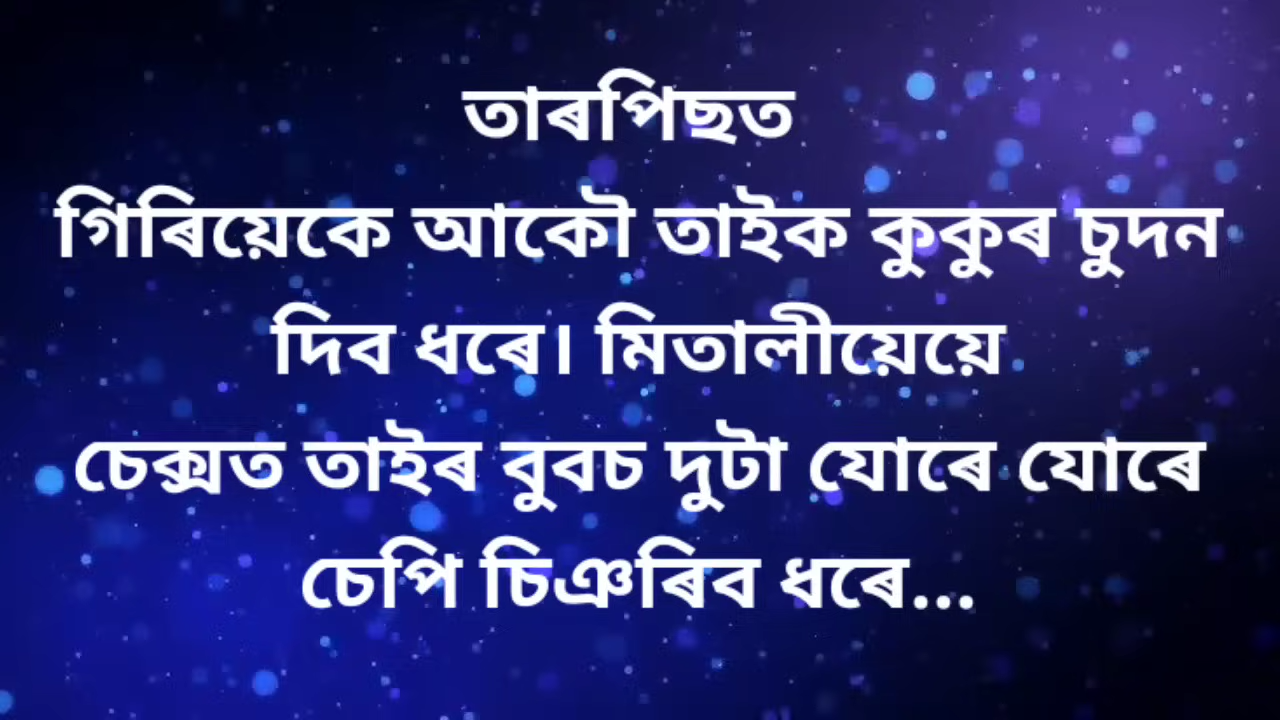 তাৰপিছত
গিৰিয়েকে আকৌ তাইক কুকুৰ চুদন
দিব ধৰে। মিতালীয়েয়ে
চেক্সত তাইৰ বুবচ দুটা যোৰে যোৰে
চেপি চিঞৰিব ধৰে...